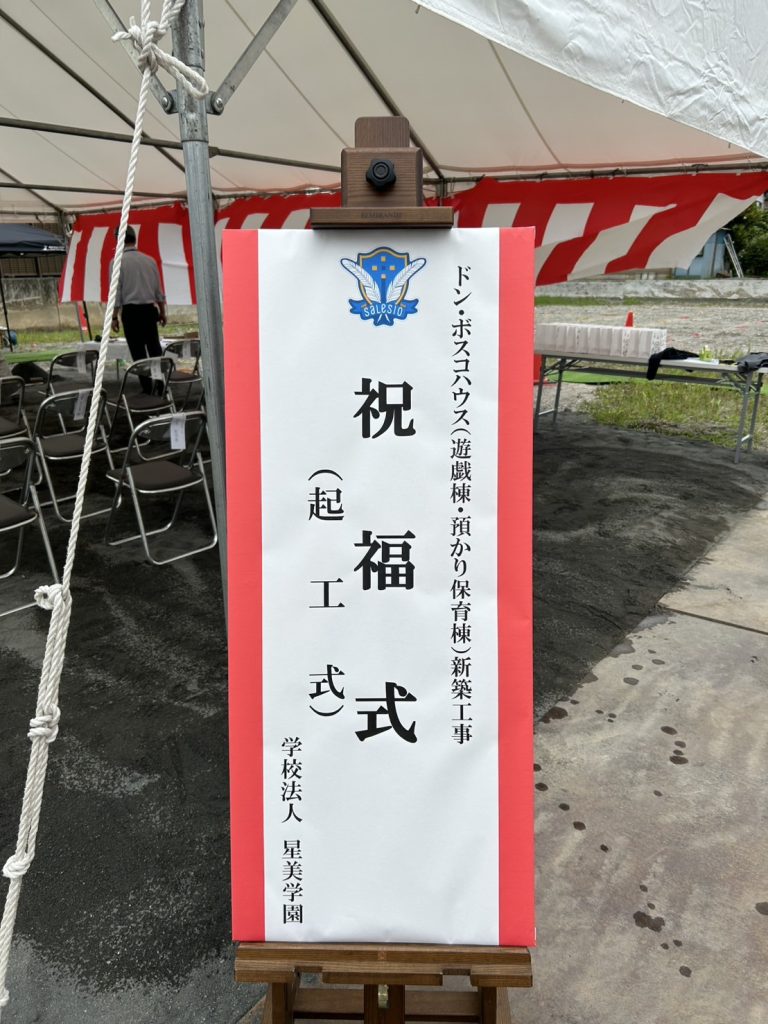 REMBRANDT
salesio
ドン・ボスコハウス(遊戯棟・預かり保育棟)新築工事
祝福式
(起工式)
学校法人 星美学園